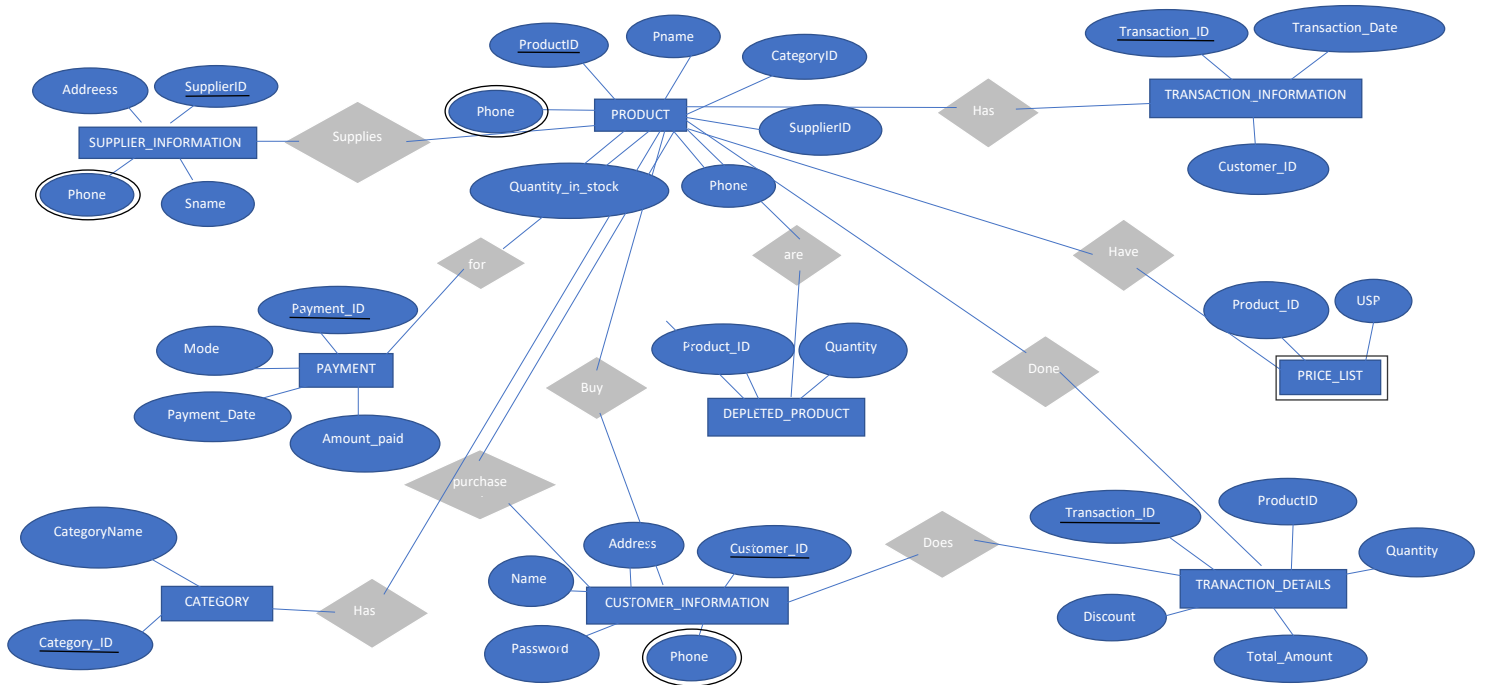 ProductID
Pname
Transaction_ID
Transaction_Date
CategoryID
Addreess
SupplierID
TRANSACTION_INFORMATION
Phone
PRODUCT
Has
SupplierID
SUPPLIER_INFORMATION
Supplies
Customer_ID
Phone
Sname
Quantity_in_stock
Phone
for
are
Have
Payment_ID
Product_ID
USP
Mode
Product_ID
Quantity
PAYMENT
Buy
Done
PRICE_LIST
Payment_Date
DEPLETED_PRODUCT
Amount_paid
purchase
.
Transaction_ID
ProductID
CategoryName
Address
Customer_ID
Does
Quantity
Name
TRANACTION_DETAILS
CATEGORY
Has
CUSTOMER_INFORMATION
Discount
Category_ID
Password
Phone
Total_Amount